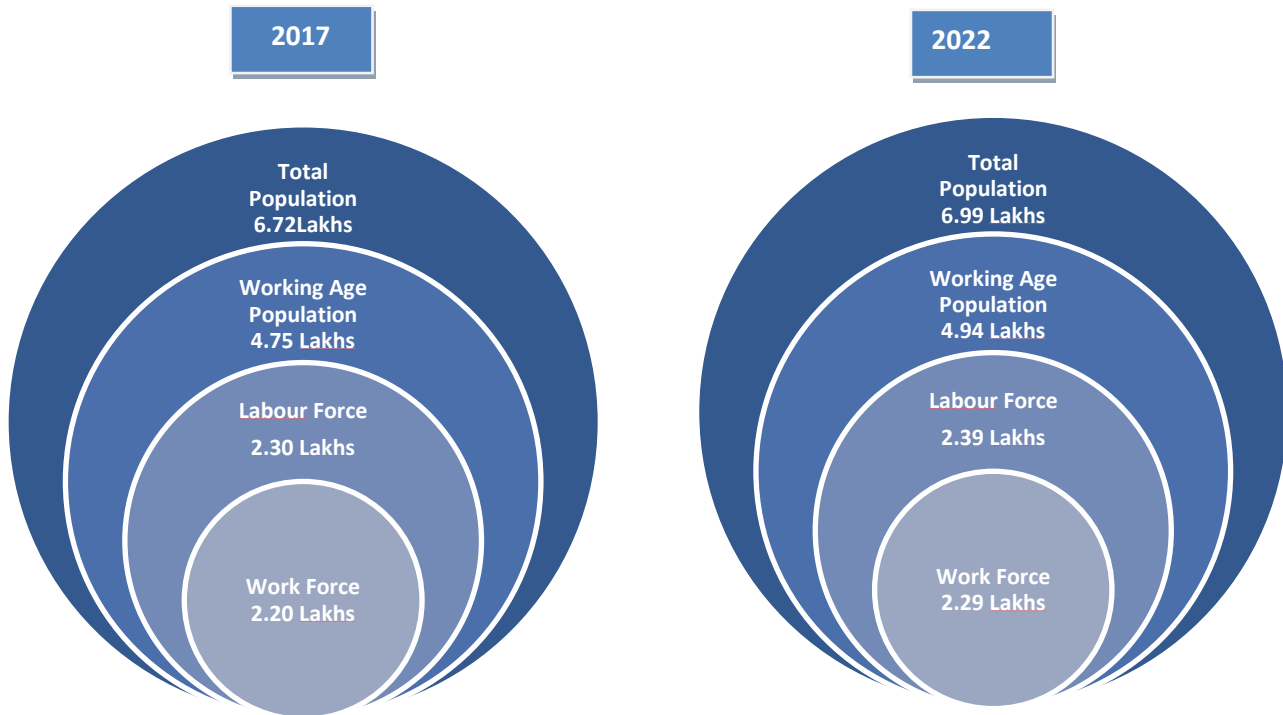 2017
Total
Population
6.72Lakhs
Working Age
Population
4.75 Lakhs
Labour Force
2.30 Lakhs
Work Force
2.20 Lakhs
2022
Total
Population
6.99 Lakhs
Working Age
Population
4.94 Lakhs
Labour Force
2.39 Lakhs
Work Force
2.29 Lakhs